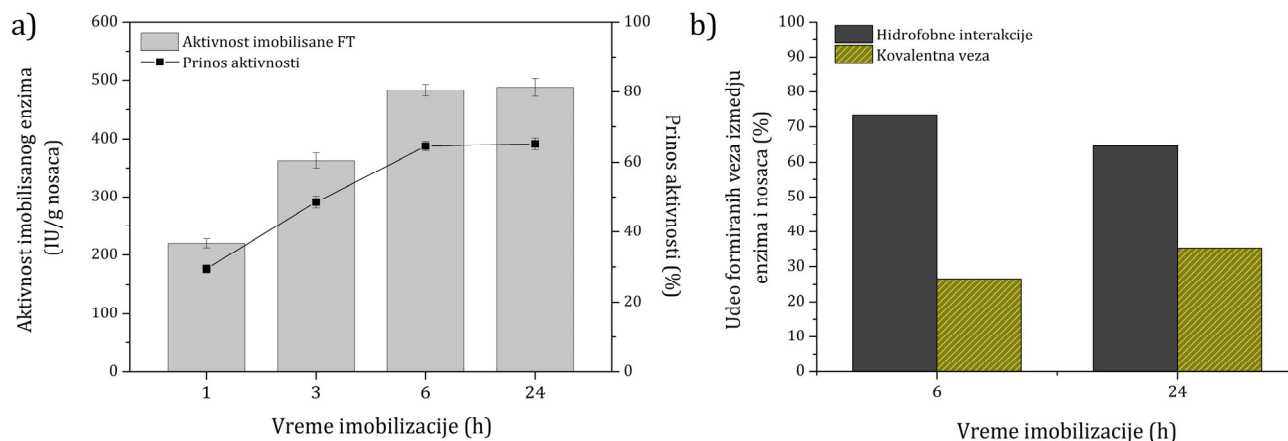 a)
Aktivnost imobilisanog enzima
(IU/g nosaca)
600
500
400
300
200
100
0
Aktivnost imobilisane FT
Prinos aktivnosti
100
80
60
40
20
0
Prinos aktivnosti (%)
1 3 6 24
Vreme imobilizacije (h)
b)
Udeo formiranih veza izmedju
enzima i nosaca (%)
100
90
80
70
60
50
40
30
20
10
0
Hidrofobne interakcije
Kovalentna veza
6 24
Vreme imobilizacije (h)